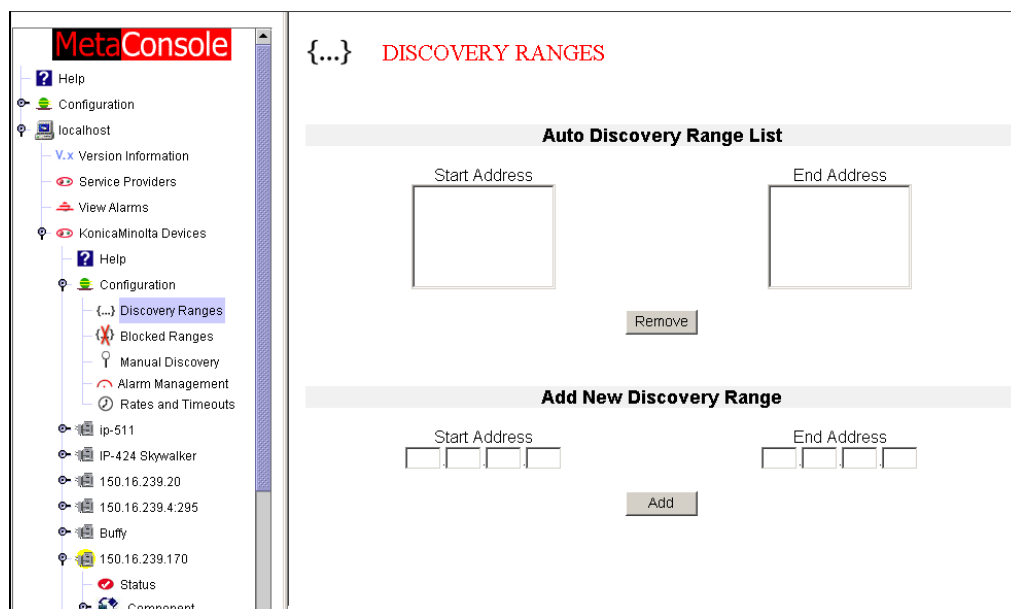 MetaConsole
Help
Configuration
localhost
V.x Version Information
Service Providers
View Alarms
KonicaMinolta Devices
Help
Configuration
{...} Discovery Ranges
Blocked Ranges
Manual Discovery
Alarm Management
Rates and Timeouts
ip-511
IP-424 Skywalker
150.16.239.20
150.16.239.4:295
Buffy
150.16.239.170
Status
Component
{...} DISCOVERY RANGES
Auto Discovery Range List
Start Address End Address
Remove
Add New Discovery Range
Start Address End Address
Add